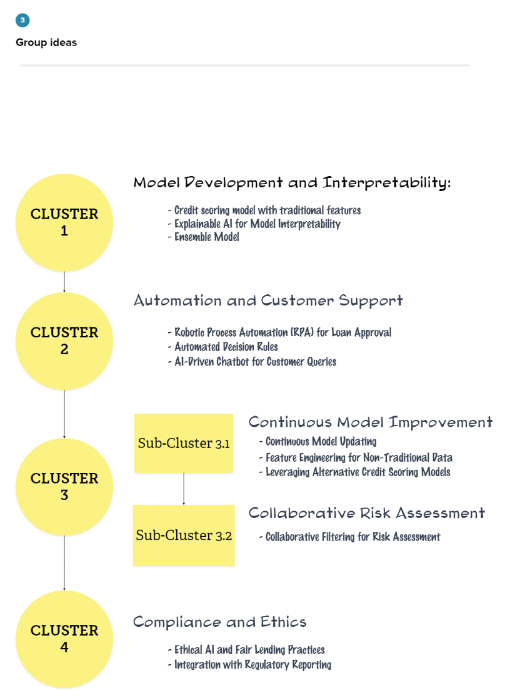 3
Group ideas
CLUSTER
1
Model Development and Interpretability:
- Credit scoring model with traditional features
- Explainable AI for Model Interpretability
- Ensemble Model
CLUSTER
2
Automation and Customer Support
- Robotic Process Automation (RPA) for Loan Approval
- Automated Decision Rules
- AI-Driven Chatbot for Customer Queries
CLUSTER
3
Sub-Cluster 3.1
Continuous Model Improvement
- Continuous Model Updating
- Feature Engineering for Non-Traditional Data
- Leveraging Alternative Credit Scoring Models
Sub-Cluster 3.2
Collaborative Risk Assessment
- Collaborative Filtering for Risk Assessment
CLUSTER
4
Compliance and Ethics
- Ethical AI and Fair Lending Practices
- Integration with Regulatory Reporting